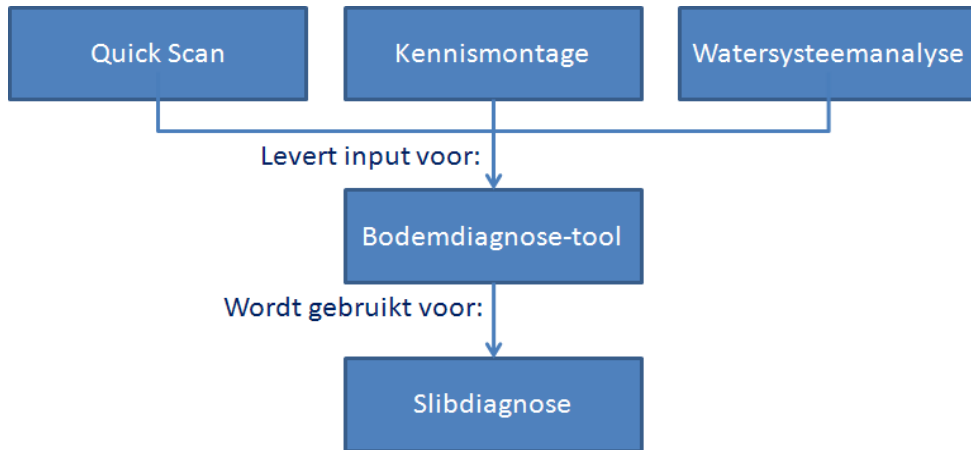 Quick Scan
Kennismontage
Watersysteemanalyse
Levert input voor:
Bodemdiagnose-tool
Wordt gebruikt voor:
Slibdiagnose